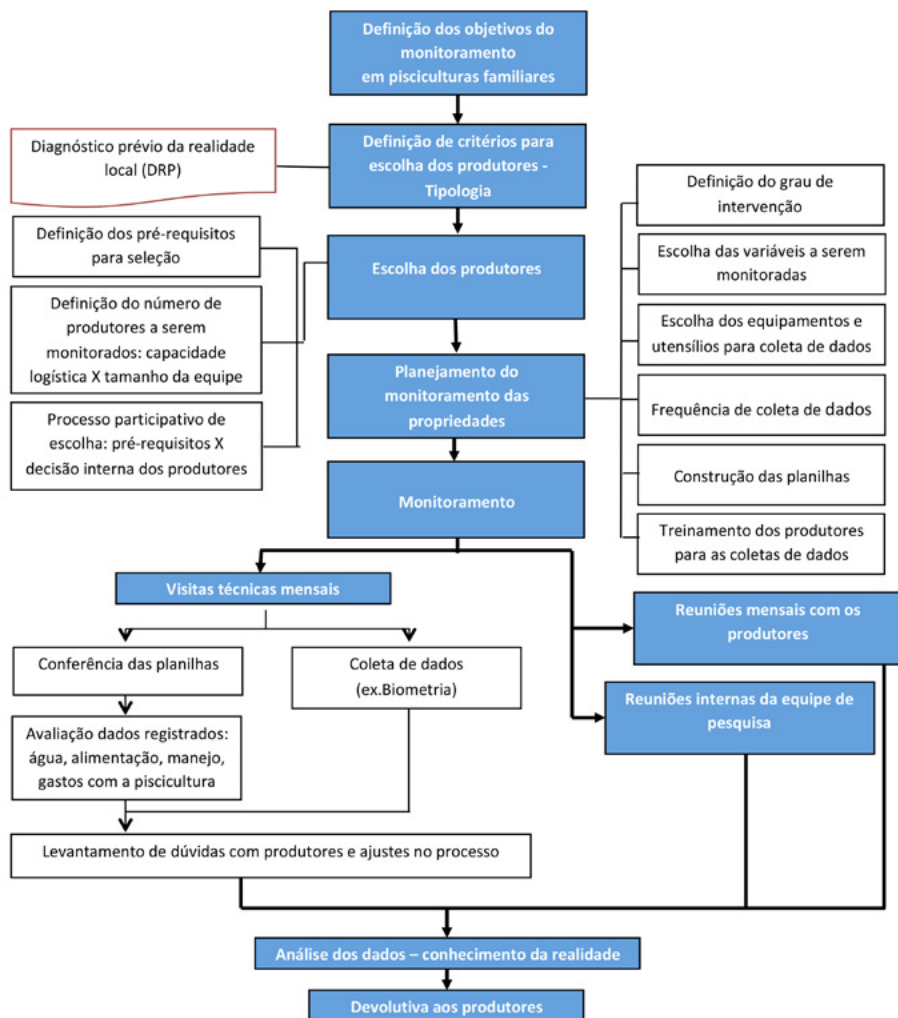 Definição dos objetivos do
monitoramento
em pisciculturas familiares
Diagnóstico prévio da realidade
local (DRP)
Definição de critérios para
escolha dos produtores -
Tipologia
Definição dos pré-requisitos
para seleção
Definição do número de
produtores a serem
monitorados: capacidade
logística X tamanho da equipe
Processo participativo de
escolha: pré-requisitos X
decisão interna dos produtores
Escolha dos produtores
Planejamento do
monitoramento das
propriedades
Definição do grau de
intervenção
Escolha das variáveis a serem
monitoradas
Escolha dos equipamentos e
utensílios para coleta de dados
Frequência de coleta de dados
Construção das planilhas
Treinamento dos produtores
para as coletas de dados
Monitoramento
Visitas técnicas mensais
Conferência das planilhas
Coleta de dados
(ex.Biometria)
Avaliação dados registrados:
água, alimentação, manejo,
gastos com a piscicultura
Levantamento de dúvidas com produtores e ajustes no processo
Reuniões mensais com os
produtores
Reuniões internas da equipe de
pesquisa
Análise dos dados – conhecimento da realidade
Devolutiva aos produtores